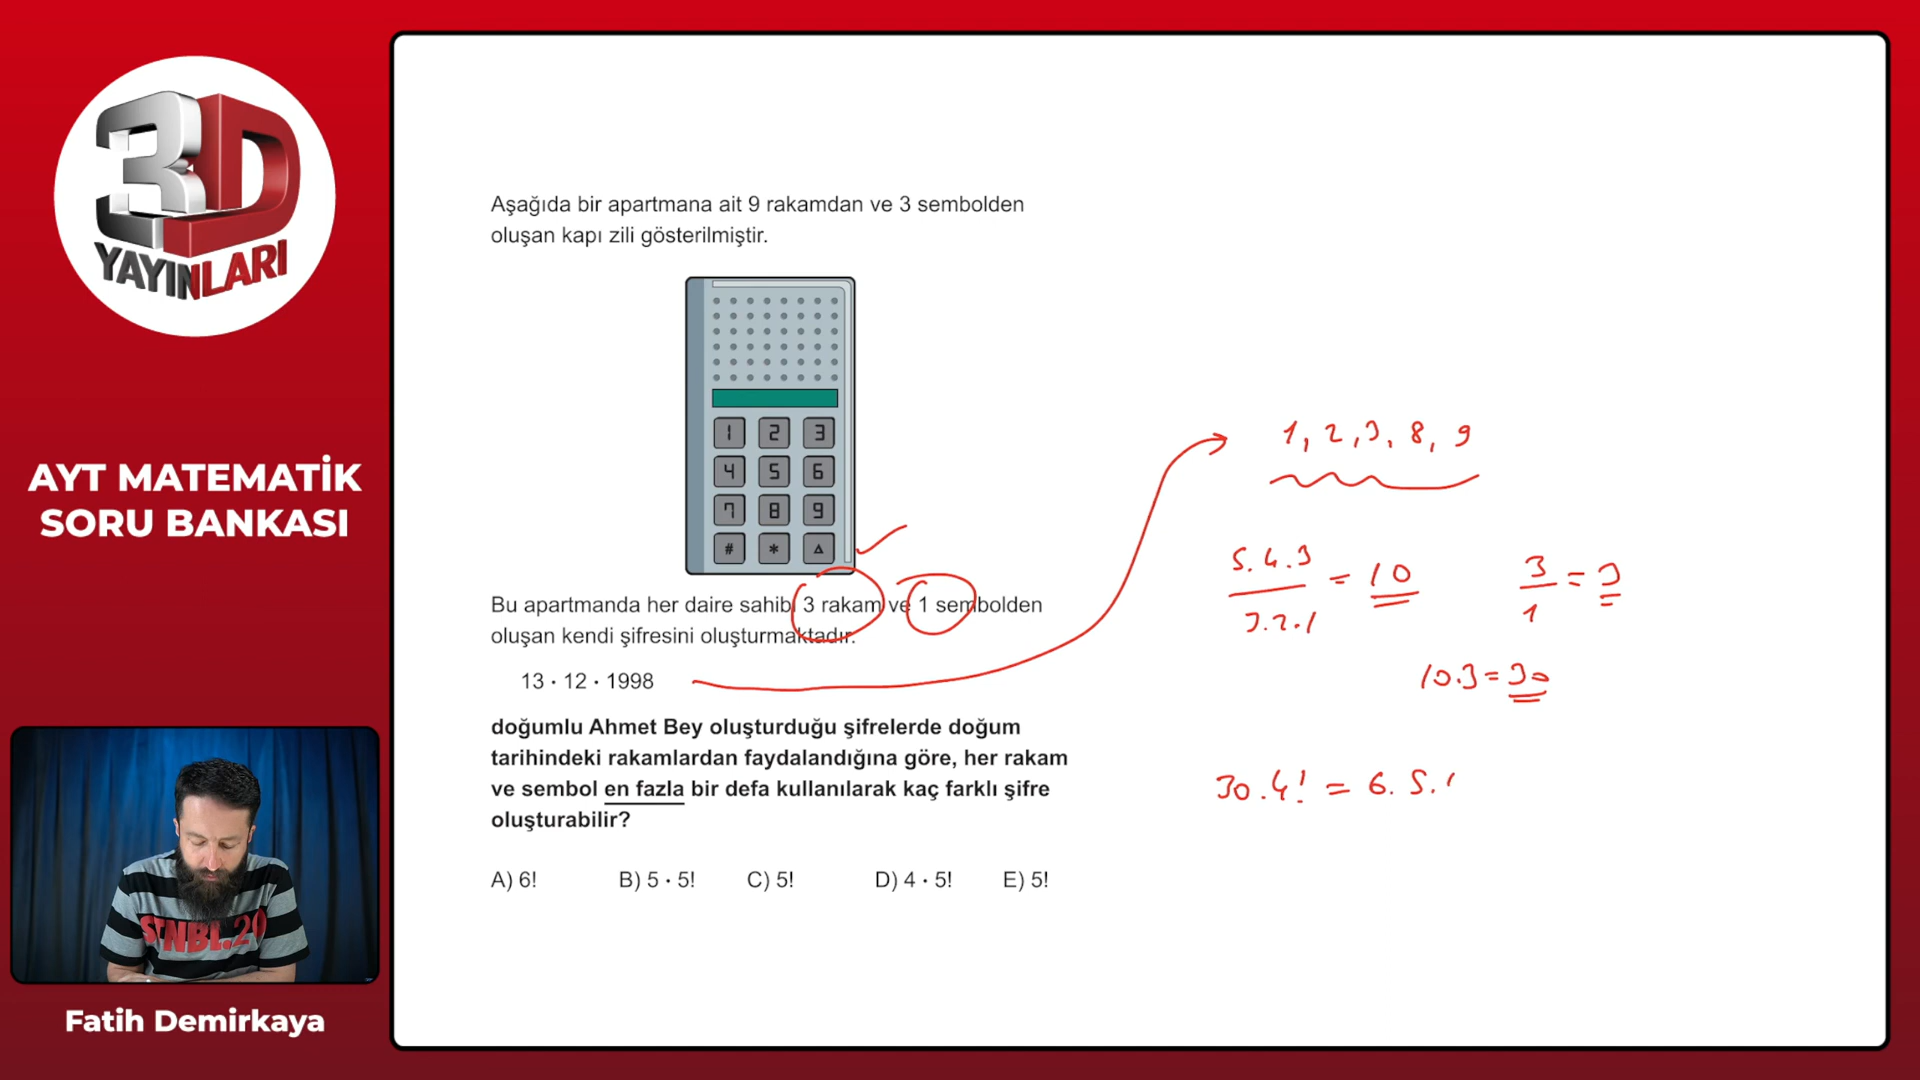 3D
YAYINLARI
AYT MATEMATİK
SORU BANKASI
STNBL.20
Fatih Demirkaya
Aşağıda bir apartmana ait 9 rakamdan ve 3 sembolden
oluşan kapı zili gösterilmiştir.
1 2 3
4 5 6
7 8 9
# * Δ
Bu apartmanda her daire sahibi 3 rakam ve 1 sembolden
oluşan kendi şifresini oluşturmaktadır.
13 · 12 · 1998
doğumlu Ahmet Bey oluşturduğu şifrelerde doğum
tarihindeki rakamlardan faydalandığına göre, her rakam
ve sembol en fazla bir defa kullanılarak kaç farklı şifre
oluşturabilir?
A) 6! B) 5 · 5! C) 5! D) 4 · 5! E) 5!
1, 2, 3, 8, 9
5.4.3 / 3.2.1 = 10 3/1 = 3
10.3 = 30
30.4! = 6.5.